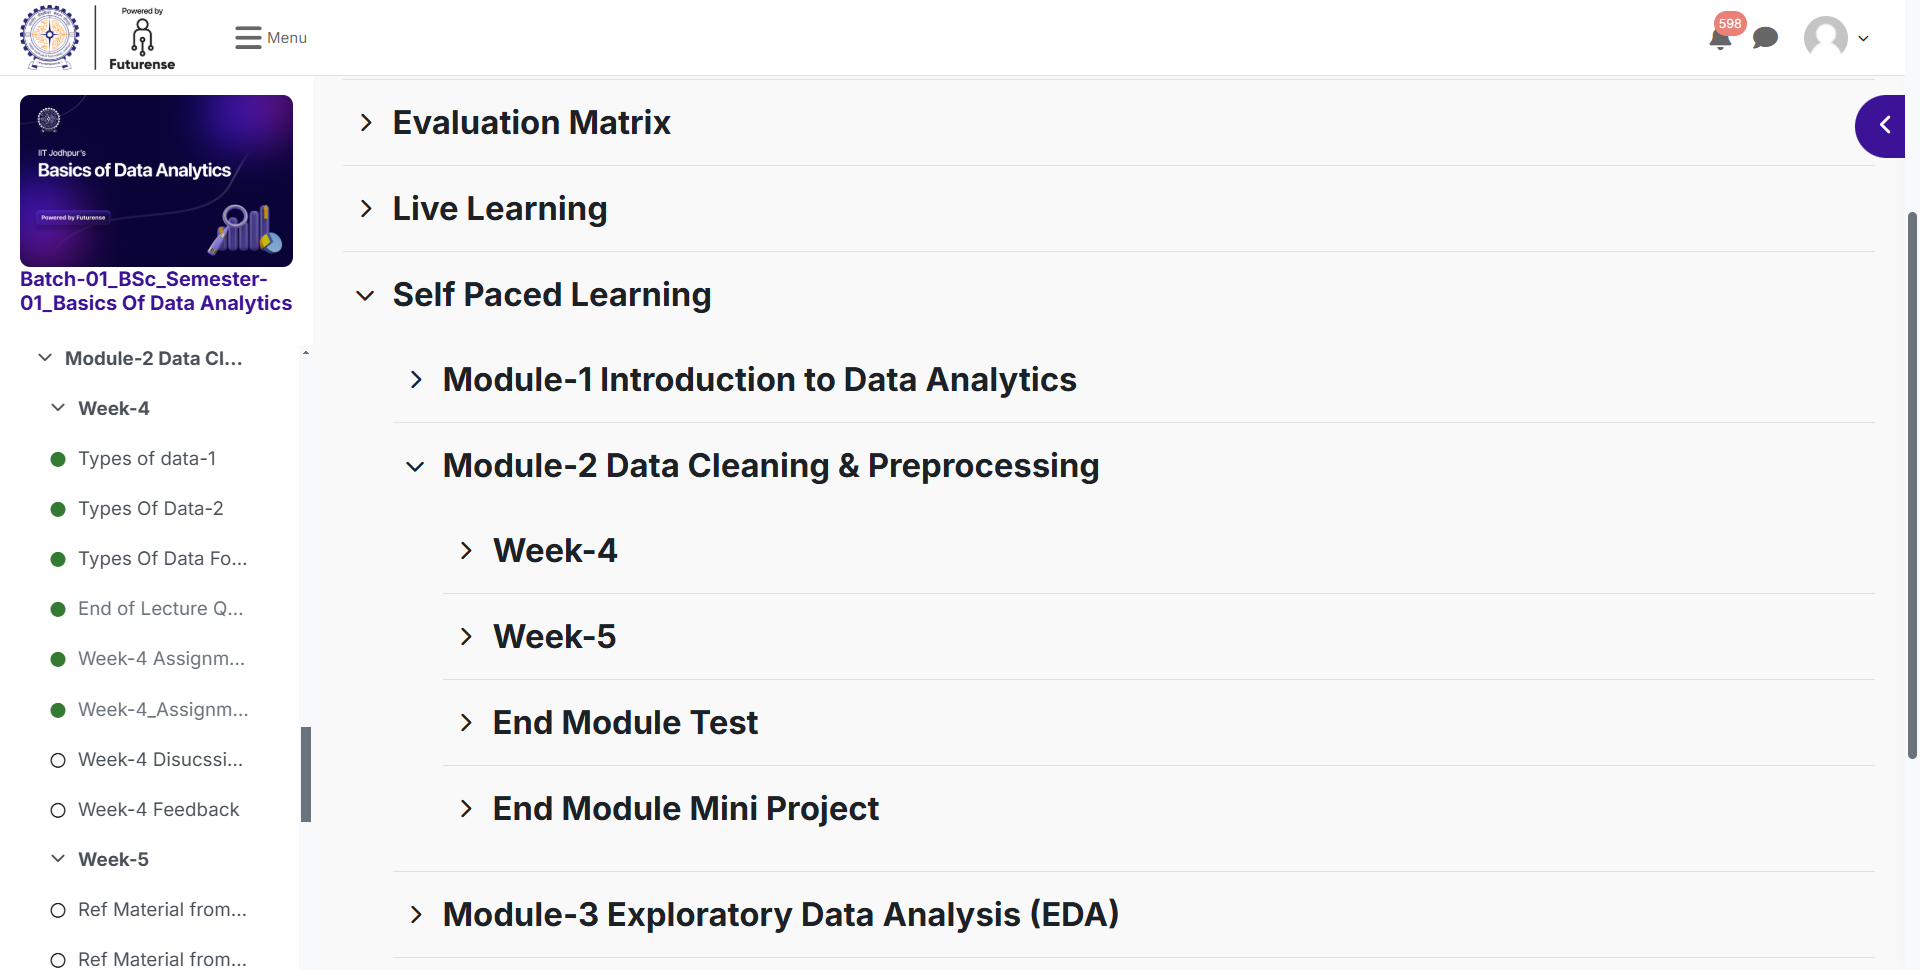 Powered by
Futurense
Menu
598
IIT Jodhpur's
Basics of Data Analytics
Powered by Futurense
Batch-01_BSc_Semester-
01_Basics Of Data Analytics
Module-2 Data Cl...
Week-4
Types of data-1
Types Of Data-2
Types Of Data Fo...
End of Lecture Q...
Week-4 Assignm...
Week-4_Assignm...
Week-4 Disucssi...
Week-4 Feedback
Week-5
Ref Material from...
Ref Material from...
Evaluation Matrix
Live Learning
Self Paced Learning
Module-1 Introduction to Data Analytics
Module-2 Data Cleaning & Preprocessing
Week-4
Week-5
End Module Test
End Module Mini Project
Module-3 Exploratory Data Analysis (EDA)